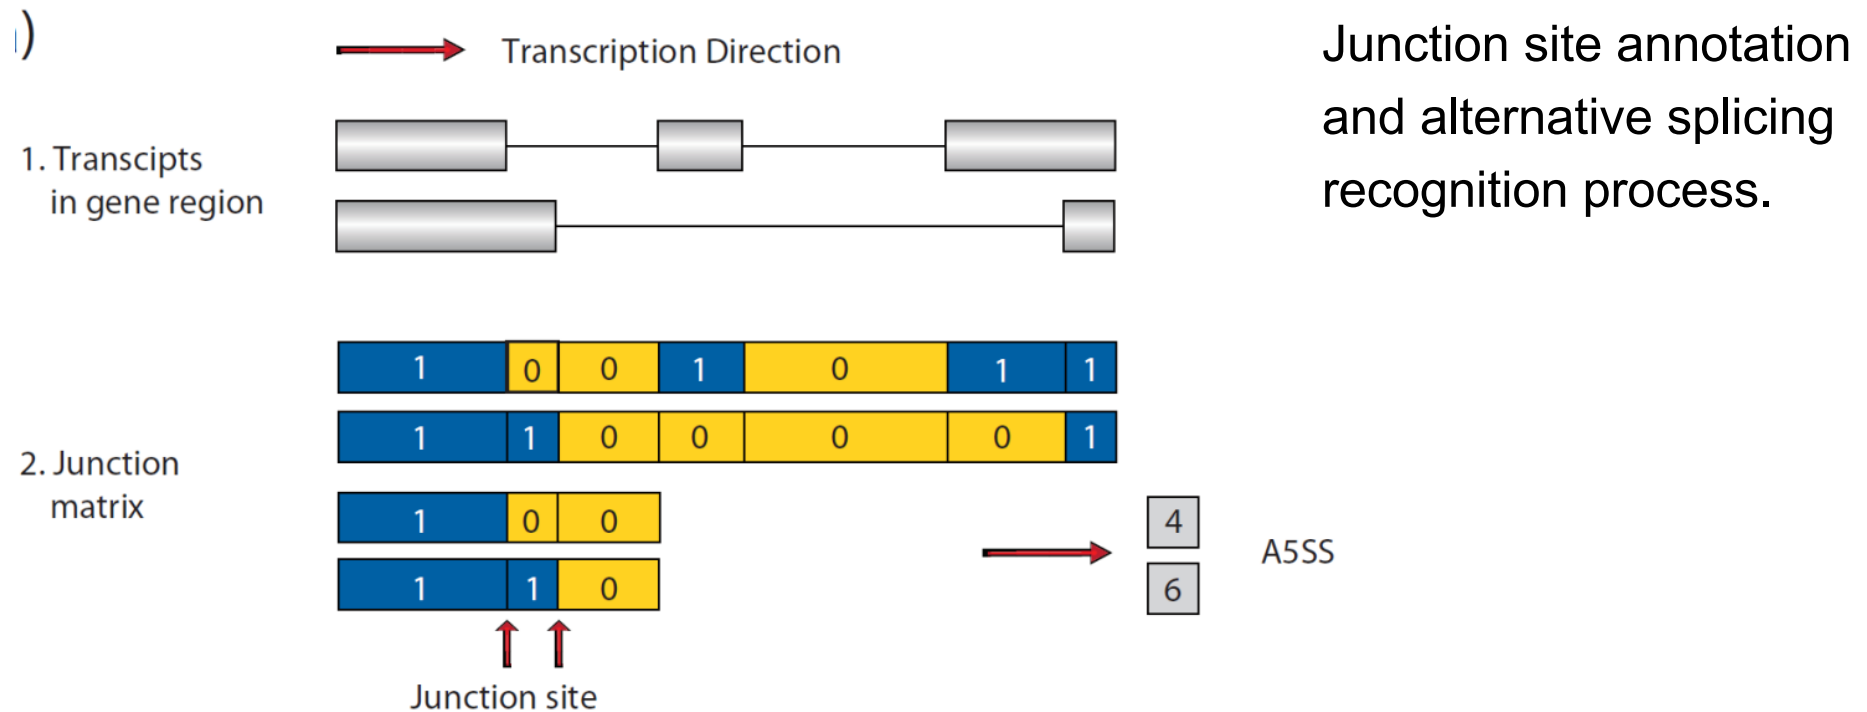 )
Transcription Direction
Junction site annotation
and alternative splicing
recognition process.
1. Transcipts
in gene region
1 0 0 1 0 1 1
1 1 0 0 0 0 1
2. Junction
matrix
1 0 0
1 1 0
4
6
A5SS
Junction site